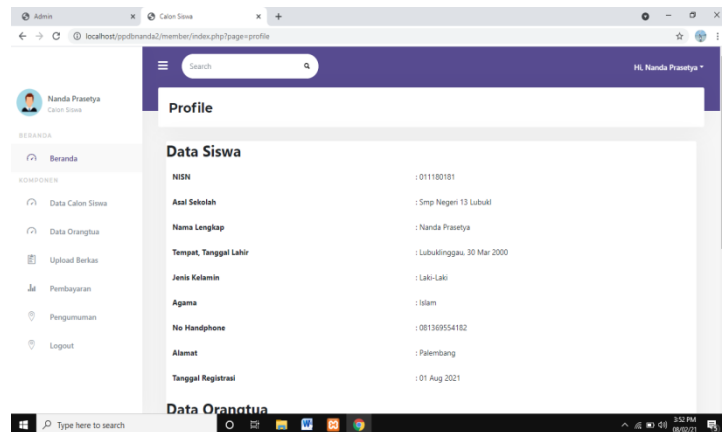 Admin
Calon Siswa
localhost/ppdbnanda2/member/index.php?page=profile
Search
Hi, Nanda Prasetya
Nanda Prasetya
Calon Siswa
Profile
BERANDA
Beranda
KOMPONEN
Data Calon Siswa
Data Orangtua
Upload Berkas
Pembayaran
Pengumuman
Logout
Data Siswa
NISN : 011180181
Asal Sekolah : Smp Negeri 13 Lubukl
Nama Lengkap : Nanda Prasetya
Tempat, Tanggal Lahir : Lubuklinggau, 30 Mar 2000
Jenis Kelamin : Laki-Laki
Agama : Islam
No Handphone : 081369554182
Alamat : Palembang
Tanggal Registrasi : 01 Aug 2021
Data Orangtua
Type here to search
3:52 PM
08/02/21